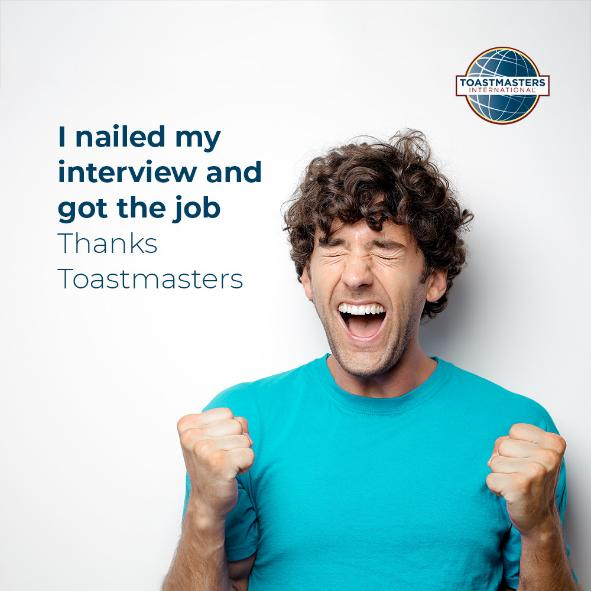 TOASTMASTERS
INTERNATIONAL
I nailed my
interview and
got the job
Thanks
Toastmasters